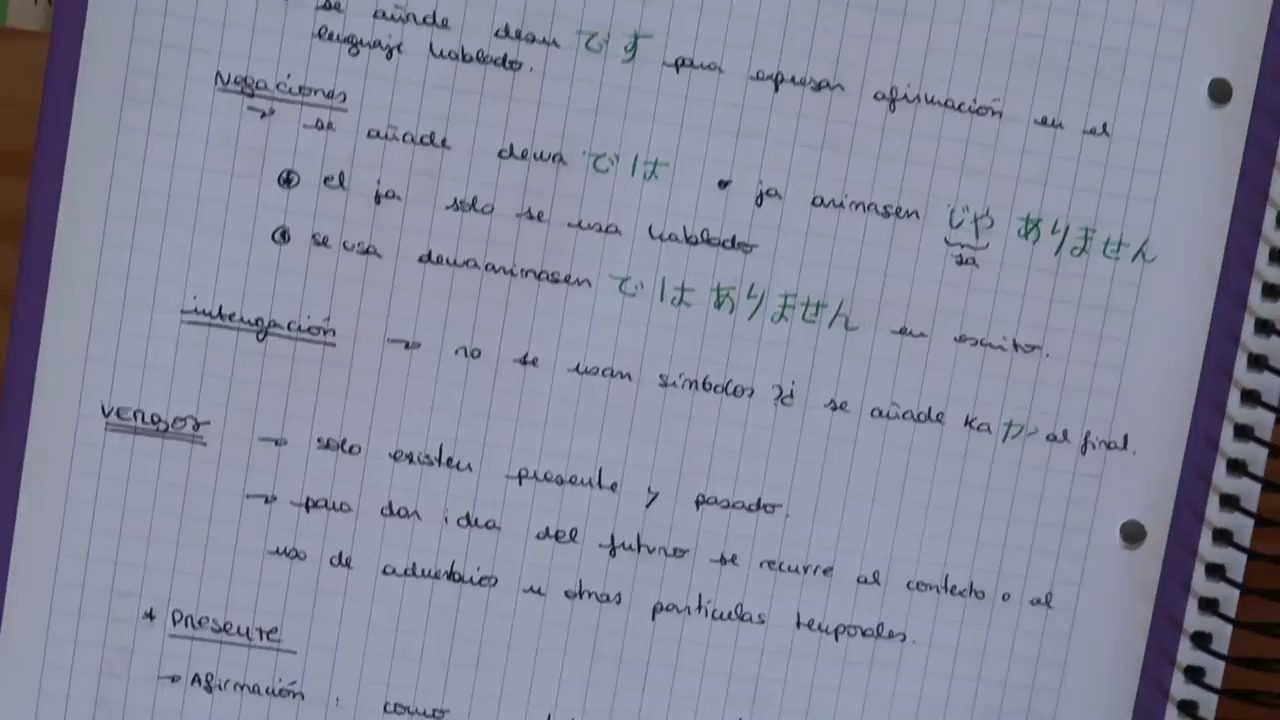 se añade desu です para expresar afirmación en el
lenguaje hablado.
Negaciones
→ se añade dewa では o ja arimasen じゃ ありません
ja
el ja solo se usa hablado
se usa dewaarimasen では ありません en escrito.
interrogación → no se usan símbolos ?¿ se añade ka か al final.
→ solo existen presente y pasado.
→ para dar idea del futuro se recurre al contexto o al
uso de adverbios u otras partículas temporales.
* Presente
→ Afirmación : como